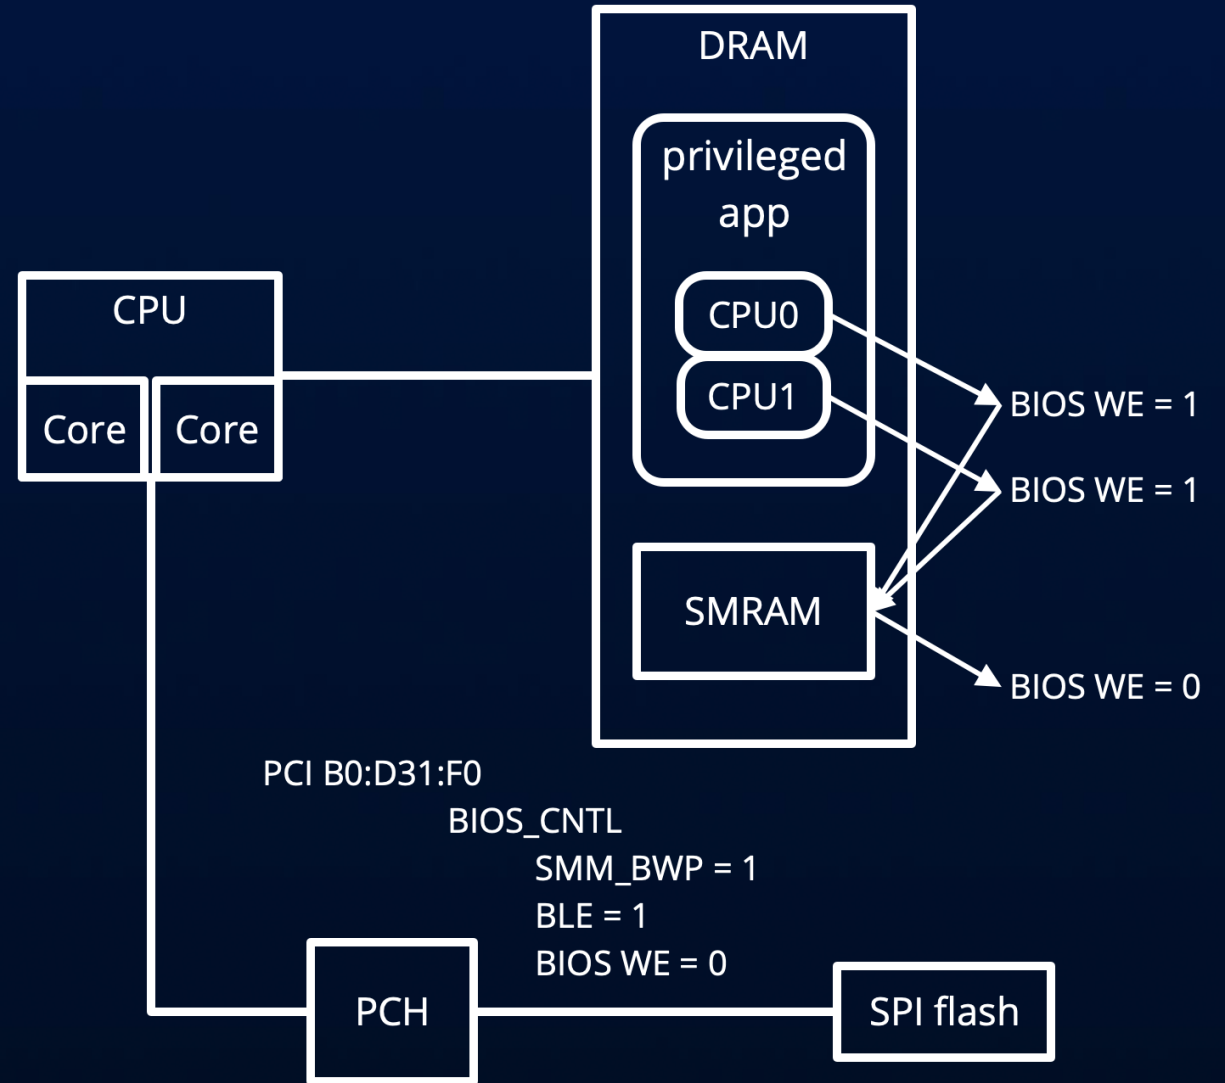 DRAM
privileged
app
CPU0
CPU1
CPU
Core
Core
BIOS WE = 1
BIOS WE = 1
SMRAM
BIOS WE = 0
PCI B0:D31:F0
BIOS_CNTL
SMM_BWP = 1
BLE = 1
BIOS WE = 0
PCH
SPI flash